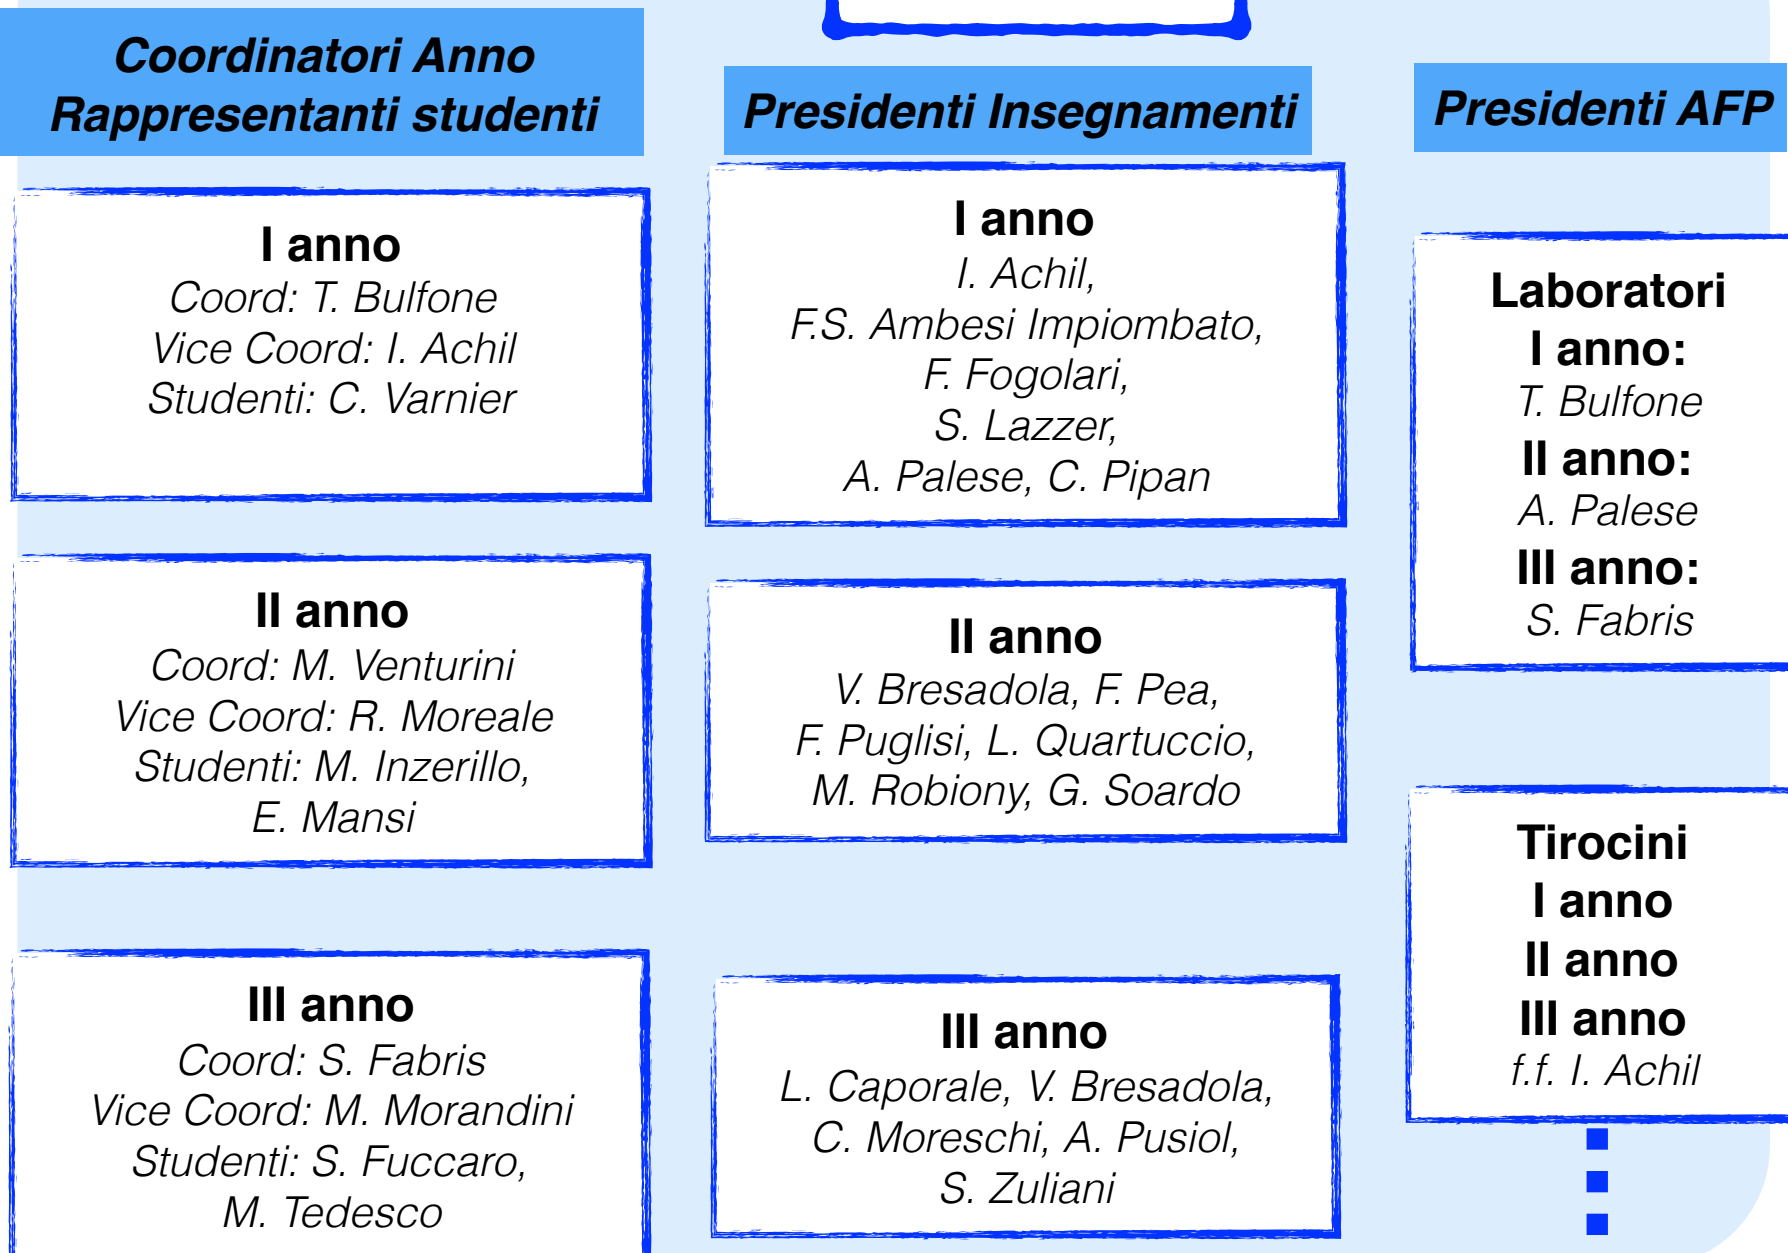 Coordinatori Anno
Rappresentanti studenti
I anno
Coord: T. Bulfone
Vice Coord: I. Achil
Studenti: C. Varnier
II anno
Coord: M. Venturini
Vice Coord: R. Moreale
Studenti: M. Inzerillo,
E. Mansi
III anno
Coord: S. Fabris
Vice Coord: M. Morandini
Studenti: S. Fuccaro,
M. Tedesco
Presidenti Insegnamenti
I anno
I. Achil,
F.S. Ambesi Impiombato,
F. Fogolari,
S. Lazzer,
A. Palese, C. Pipan
II anno
V. Bresadola, F. Pea,
F. Puglisi, L. Quartuccio,
M. Robiony, G. Soardo
III anno
L. Caporale, V. Bresadola,
C. Moreschi, A. Pusiol,
S. Zuliani
Presidenti AFP
Laboratori
I anno:
T. Bulfone
II anno:
A. Palese
III anno:
S. Fabris
Tirocini
I anno
II anno
III anno
f.f. I. Achil